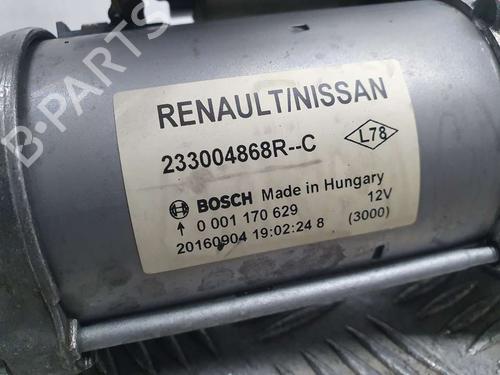 B-PARTS
RENAULT/NISSAN
233004868R--C
L78
BOSCH Made in Hungary 12V
0 001 170 629 (3000)
20160904 19:02:24 8